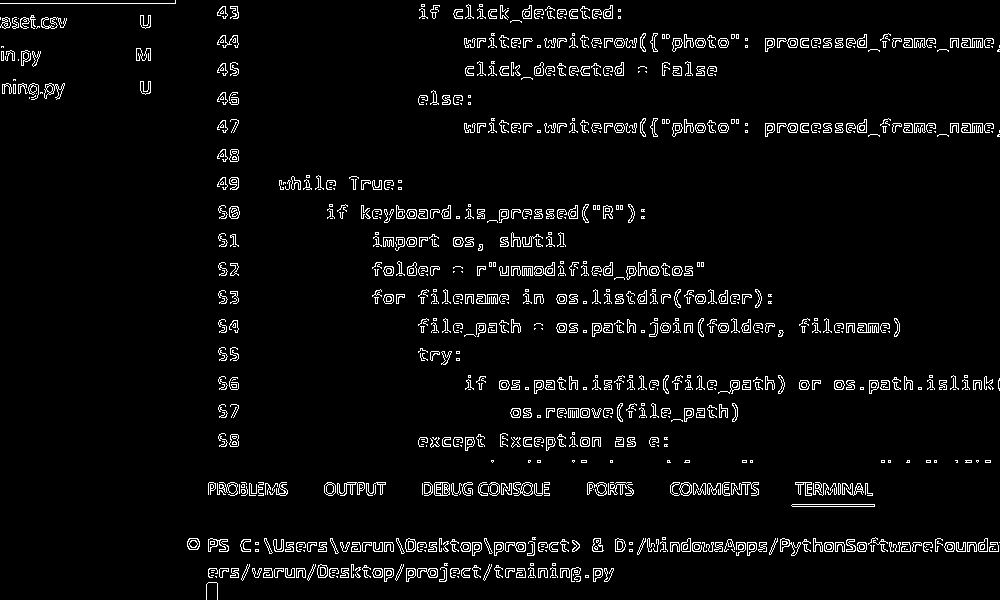 aset.csv U
in.py M
ning.py U
43 if click_detected:
44 writer.writerow({"photo": processed_frame_name,
45 click_detected = False
46 else:
47 writer.writerow({"photo": processed_frame_name,
48
49 while True:
50 if keyboard.is_pressed("R"):
51 import os, shutil
52 folder = r"unmodified_photos"
53 for filename in os.listdir(folder):
54 file_path = os.path.join(folder, filename)
55 try:
56 if os.path.isfile(file_path) or os.path.islink(
57 os.remove(file_path)
58 except Exception as e:
PROBLEMS OUTPUT DEBUG CONSOLE PORTS COMMENTS TERMINAL
PS C:\Users\varun\Desktop\project> & D:/WindowsApps/PythonSoftwareFounda
ers/varun/Desktop/project/training.py